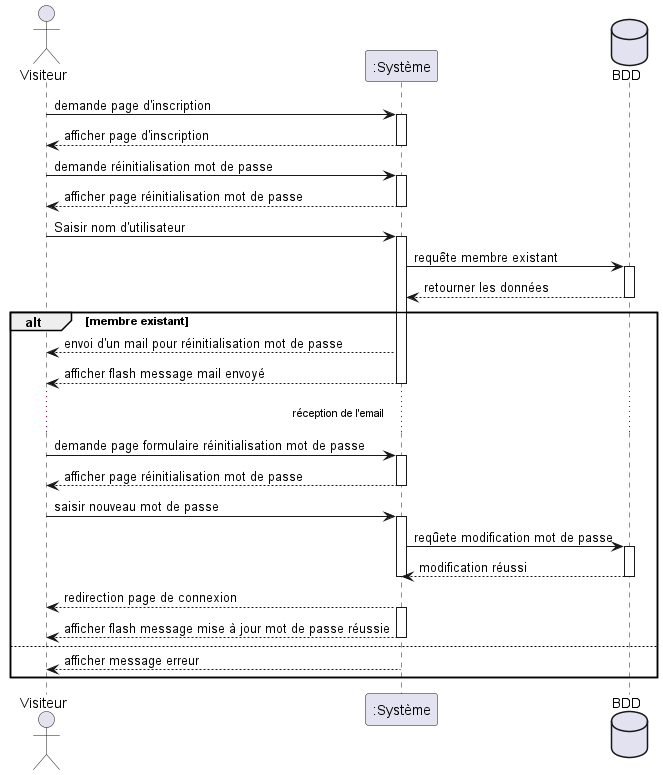 Visiteur
:Système
BDD
demande page d'inscription
afficher page d'inscription
demande réinitialisation mot de passe
afficher page réinitialisation mot de passe
Saisir nom d'utilisateur
requête membre existant
retourner les données
alt [membre existant]
envoi d'un mail pour réinitialisation mot de passe
afficher flash message mail envoyé
réception de l'email
demande page formulaire réinitialisation mot de passe
afficher page réinitialisation mot de passe
saisir nouveau mot de passe
reqûete modification mot de passe
modification réussi
redirection page de connexion
afficher flash message mise à jour mot de passe réussie
afficher message erreur
Visiteur
:Système
BDD